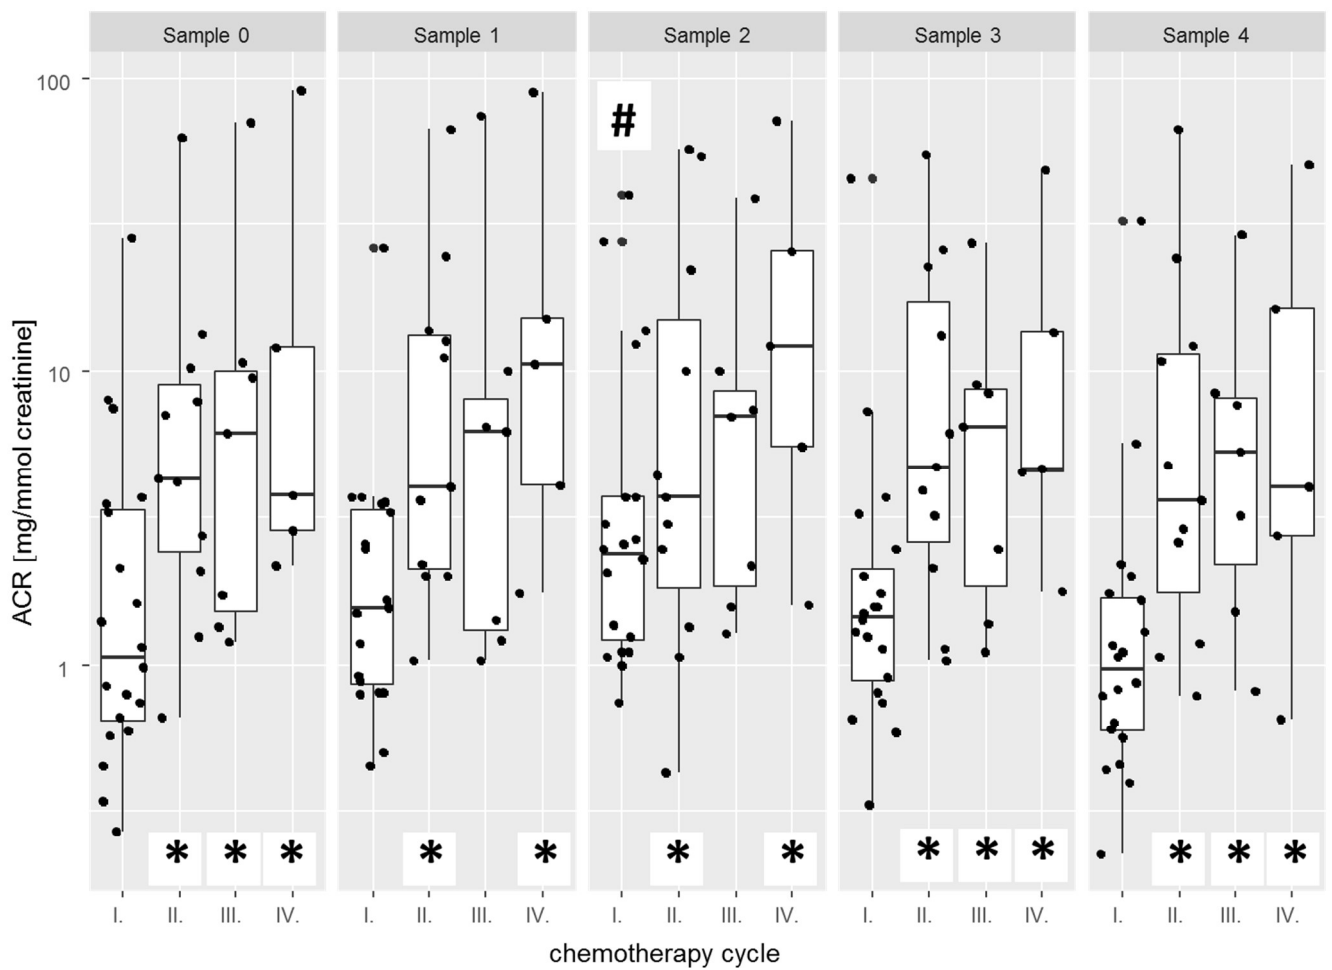 Sample 0 Sample 1 Sample 2 Sample 3 Sample 4
100
#
10
ACR [mg/mmol creatinine]
1
* * * * * * * * * * * * *
I. II. III. IV. I. II. III. IV. I. II. III. IV. I. II. III. IV. I. II. III. IV.
chemotherapy cycle